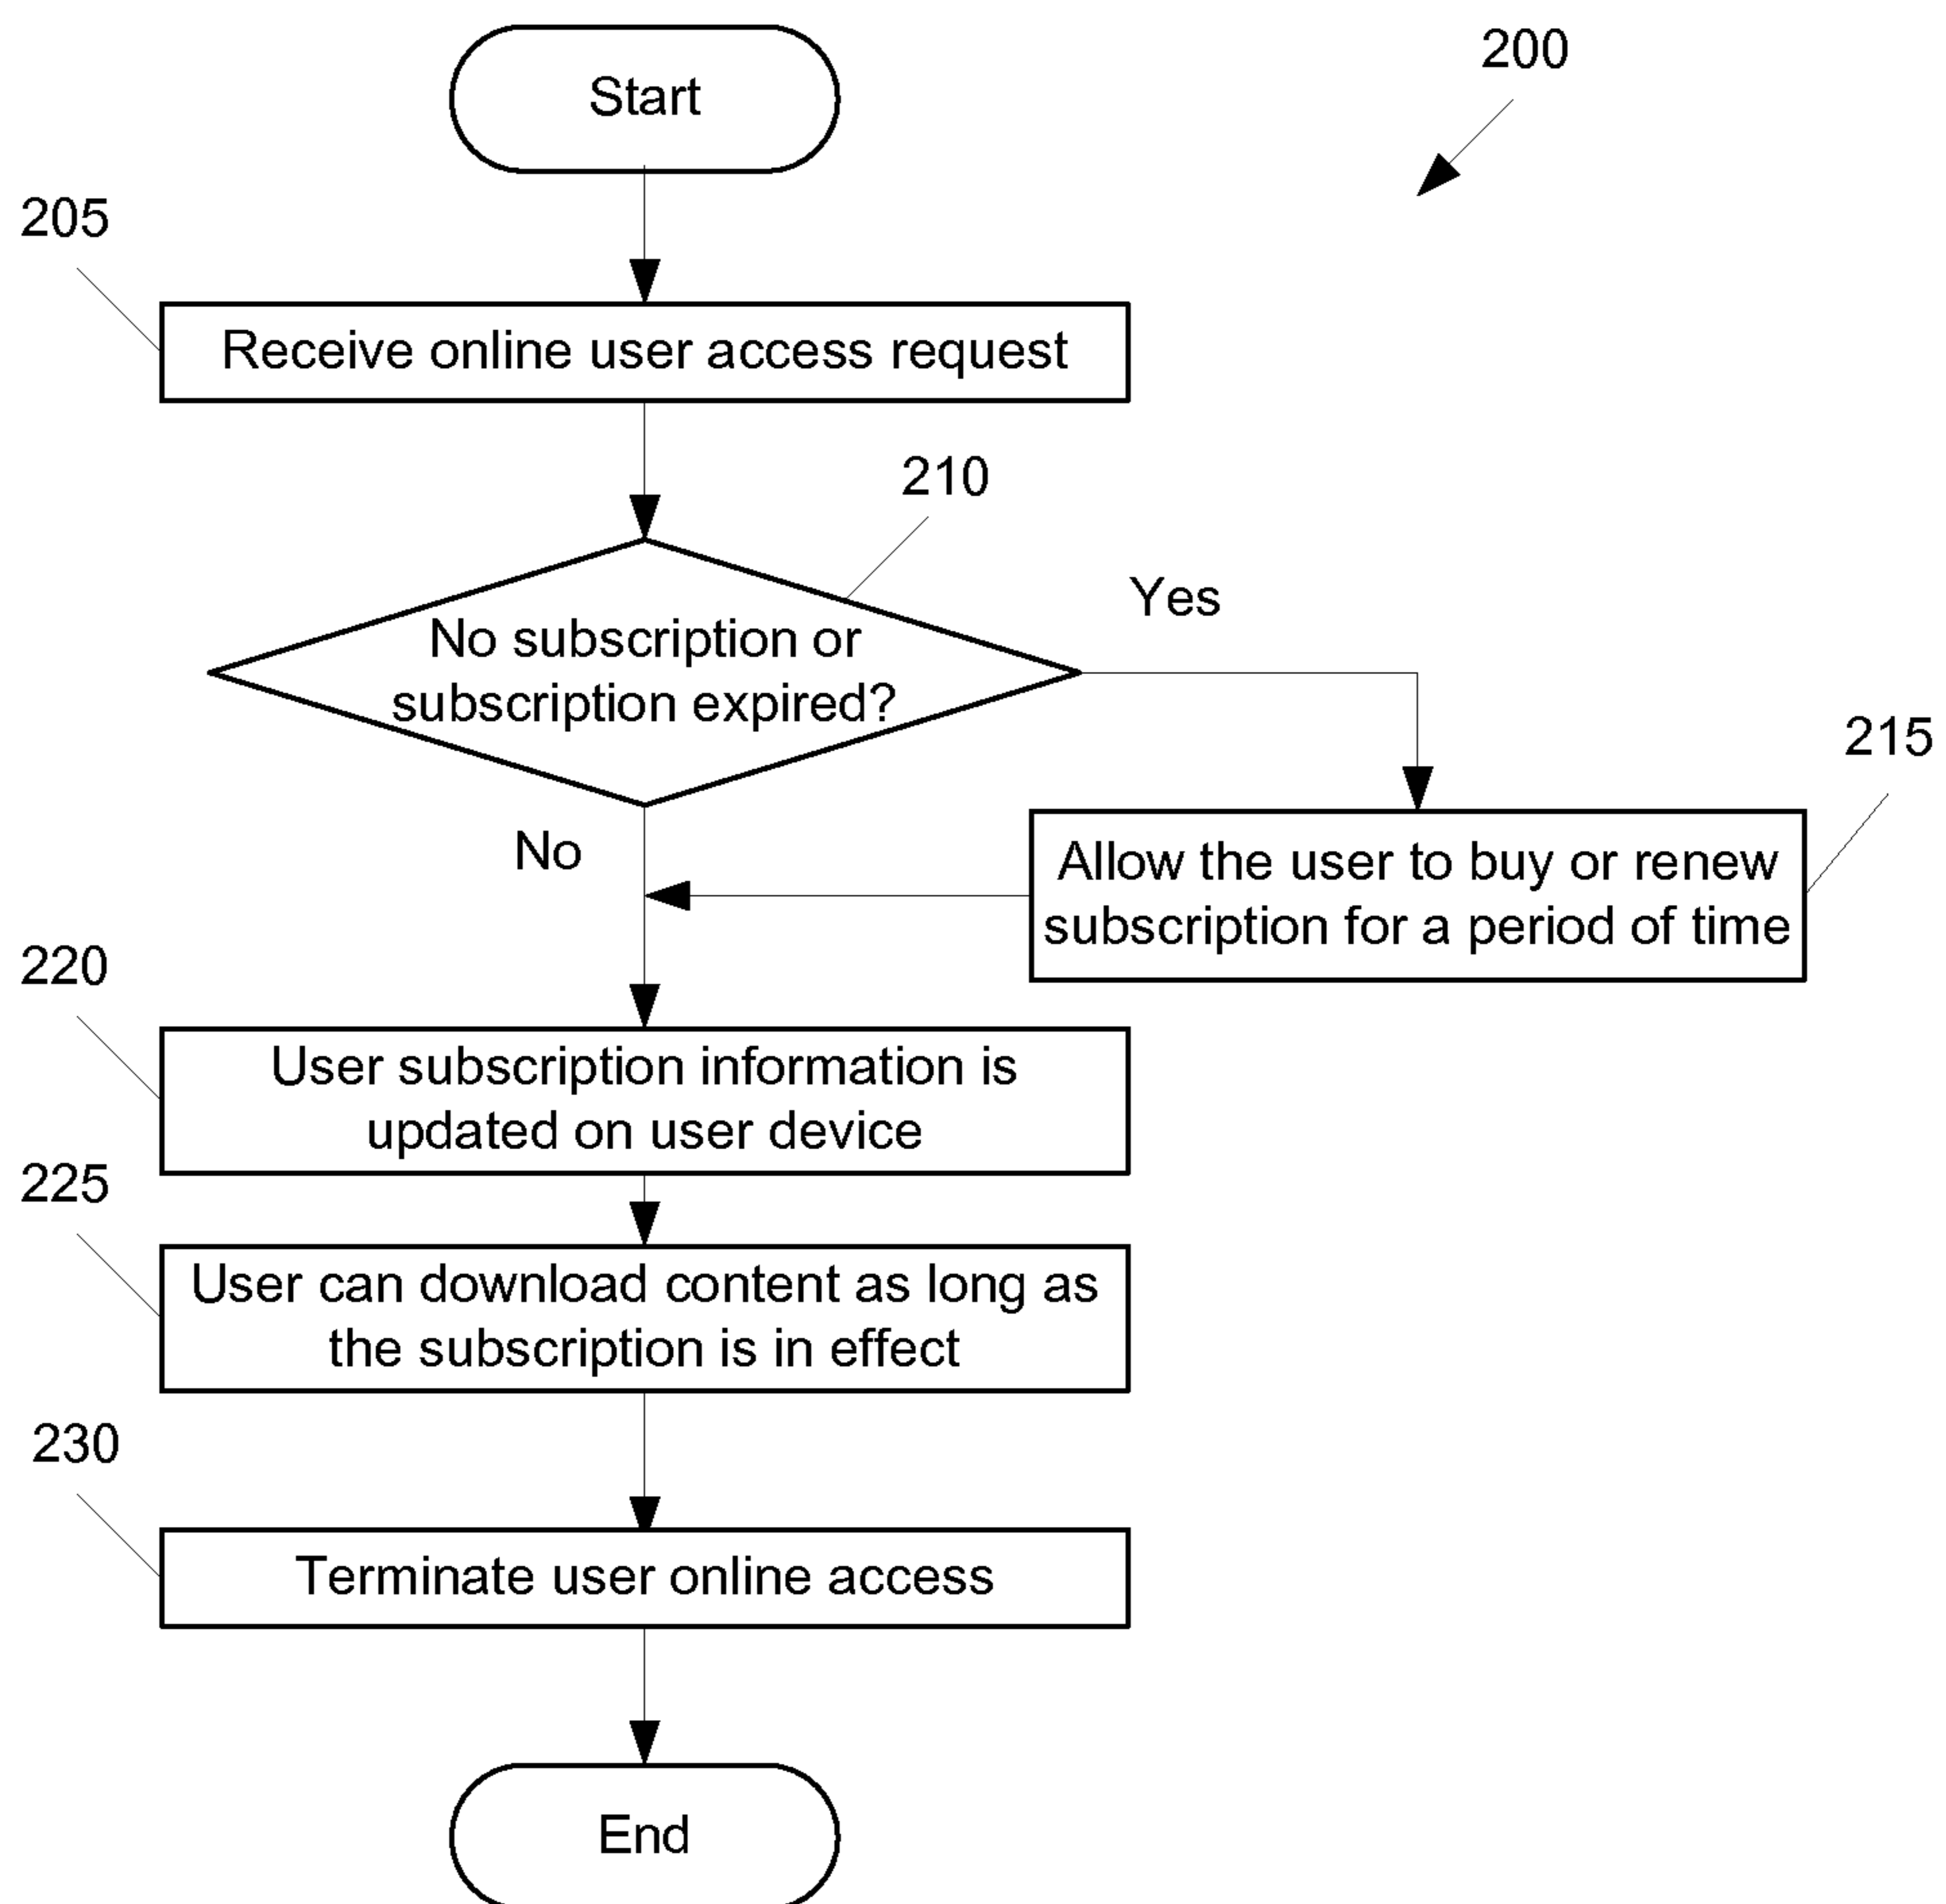 Start
200
205
Receive online user access request
210
No subscription or
subscription expired?
Yes
215
No
Allow the user to buy or renew
subscription for a period of time
220
User subscription information is
updated on user device
225
User can download content as long as
the subscription is in effect
230
Terminate user online access
End